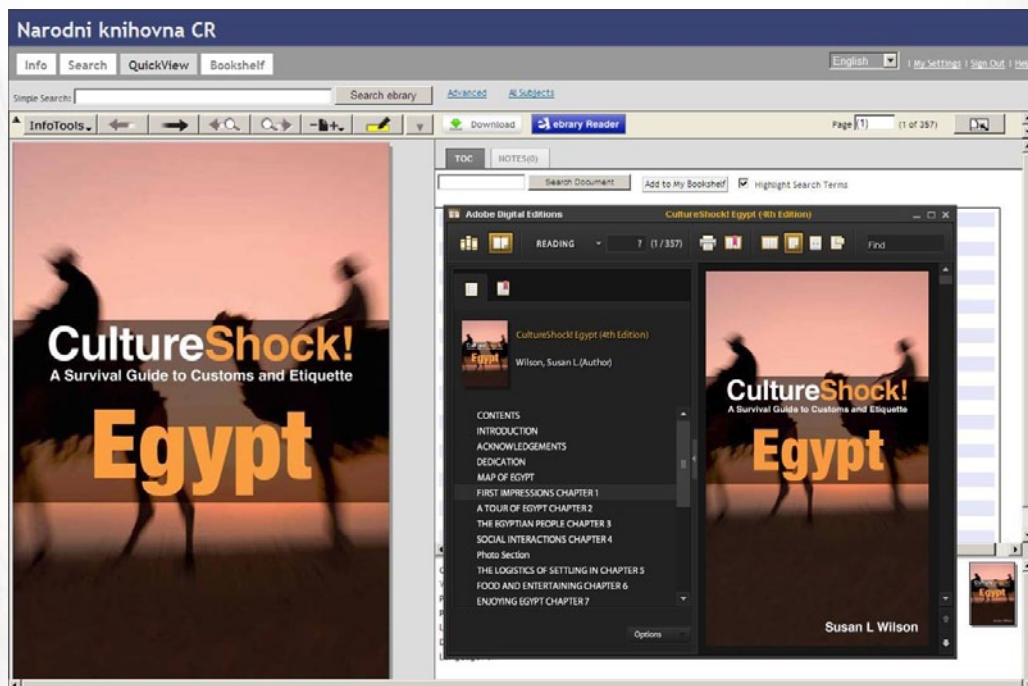 Narodni knihovna CR
Info Search QuickView Bookshelf
English | My Settings | Sign Out |
Simple Search: Search ebrary Advanced All Subjects
InfoTools Download ebrary Reader Page (1) (1 of 357)
TOC NOTES(0)
Search Document Add to My Bookshelf Highlight Search Terms
CultureShock!
A Survival Guide to Customs and Etiquette
Egypt
Adobe Digital Editions CultureShock! Egypt (4th Edition)
READING ? (1/357) Find
CultureShock! Egypt (4th Edition)
Wilson, Susan L.(Author)
Egypt
CONTENTS
INTRODUCTION
ACKNOWLEDGEMENTS
DEDICATION
MAP OF EGYPT
FIRST IMPRESSIONS CHAPTER 1
A TOUR OF EGYPT CHAPTER 2
THE EGYPTIAN PEOPLE CHAPTER 3
SOCIAL INTERACTIONS CHAPTER 4
Photo Section
THE LOGISTICS OF SETTLING IN CHAPTER 5
FOOD AND ENTERTAINING CHAPTER 6
ENJOYING EGYPT CHAPTER 7
Options
CultureShock!
A Survival Guide to Customs and Etiquette
Egypt
Susan L Wilson
Egypt